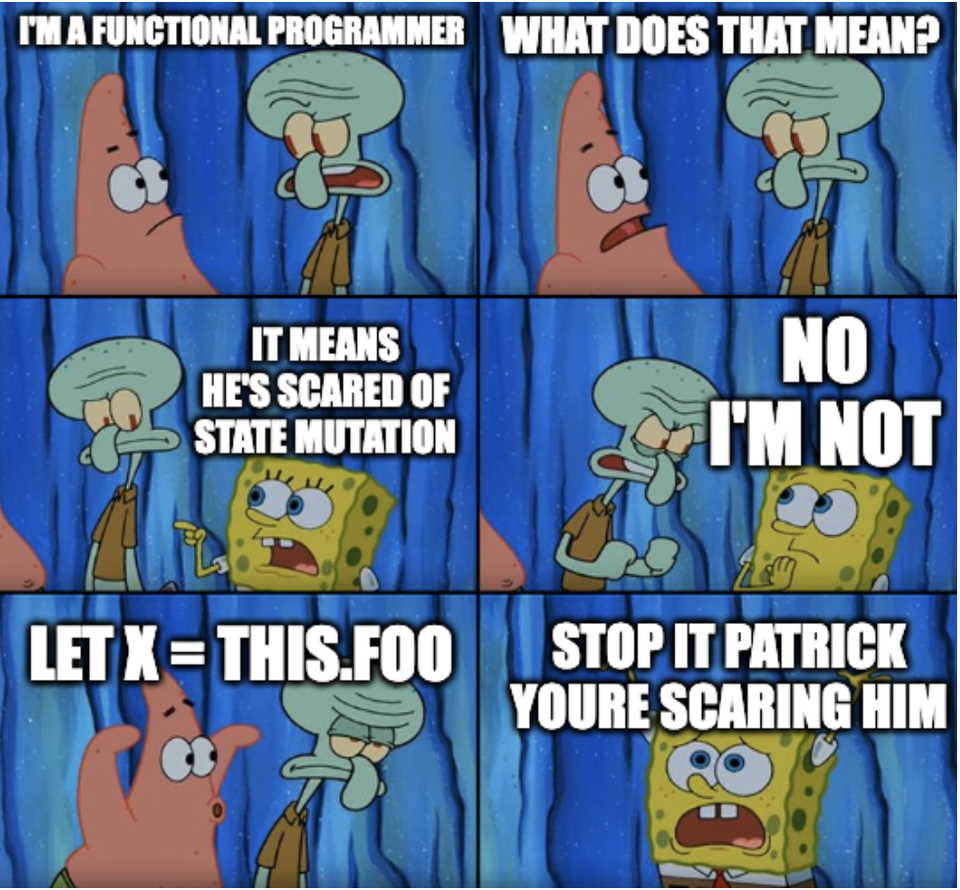 I'M A FUNCTIONAL PROGRAMMER
WHAT DOES THAT MEAN?
IT MEANS
HE'S SCARED OF
STATE MUTATION
NO
I'M NOT
LET X = THIS.FOO
STOP IT PATRICK
YOURE SCARING HIM